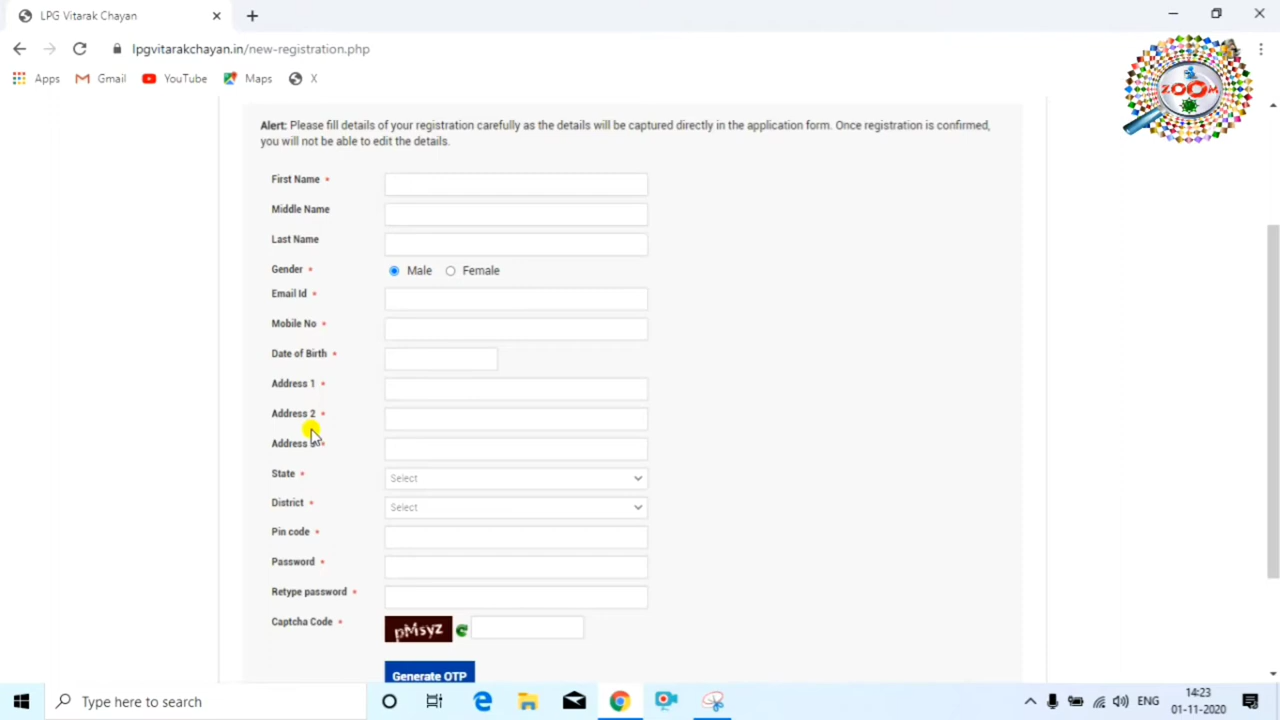 LPG Vitarak Chayan
lpgvitarakchayan.in/new-registration.php
Apps Gmail YouTube Maps X
ZOOM
Alert: Please fill details of your registration carefully as the details will be captured directly in the application form. Once registration is confirmed,
you will not be able to edit the details.
First Name *
Middle Name
Last Name
Gender * Male Female
Email Id *
Mobile No *
Date of Birth *
Address 1 *
Address 2 *
Address *
State * Select
District * Select
Pin code *
Password *
Retype password *
Captcha Code * pMsyz
Generate OTP
Type here to search
ENG
14:23
01-11-2020